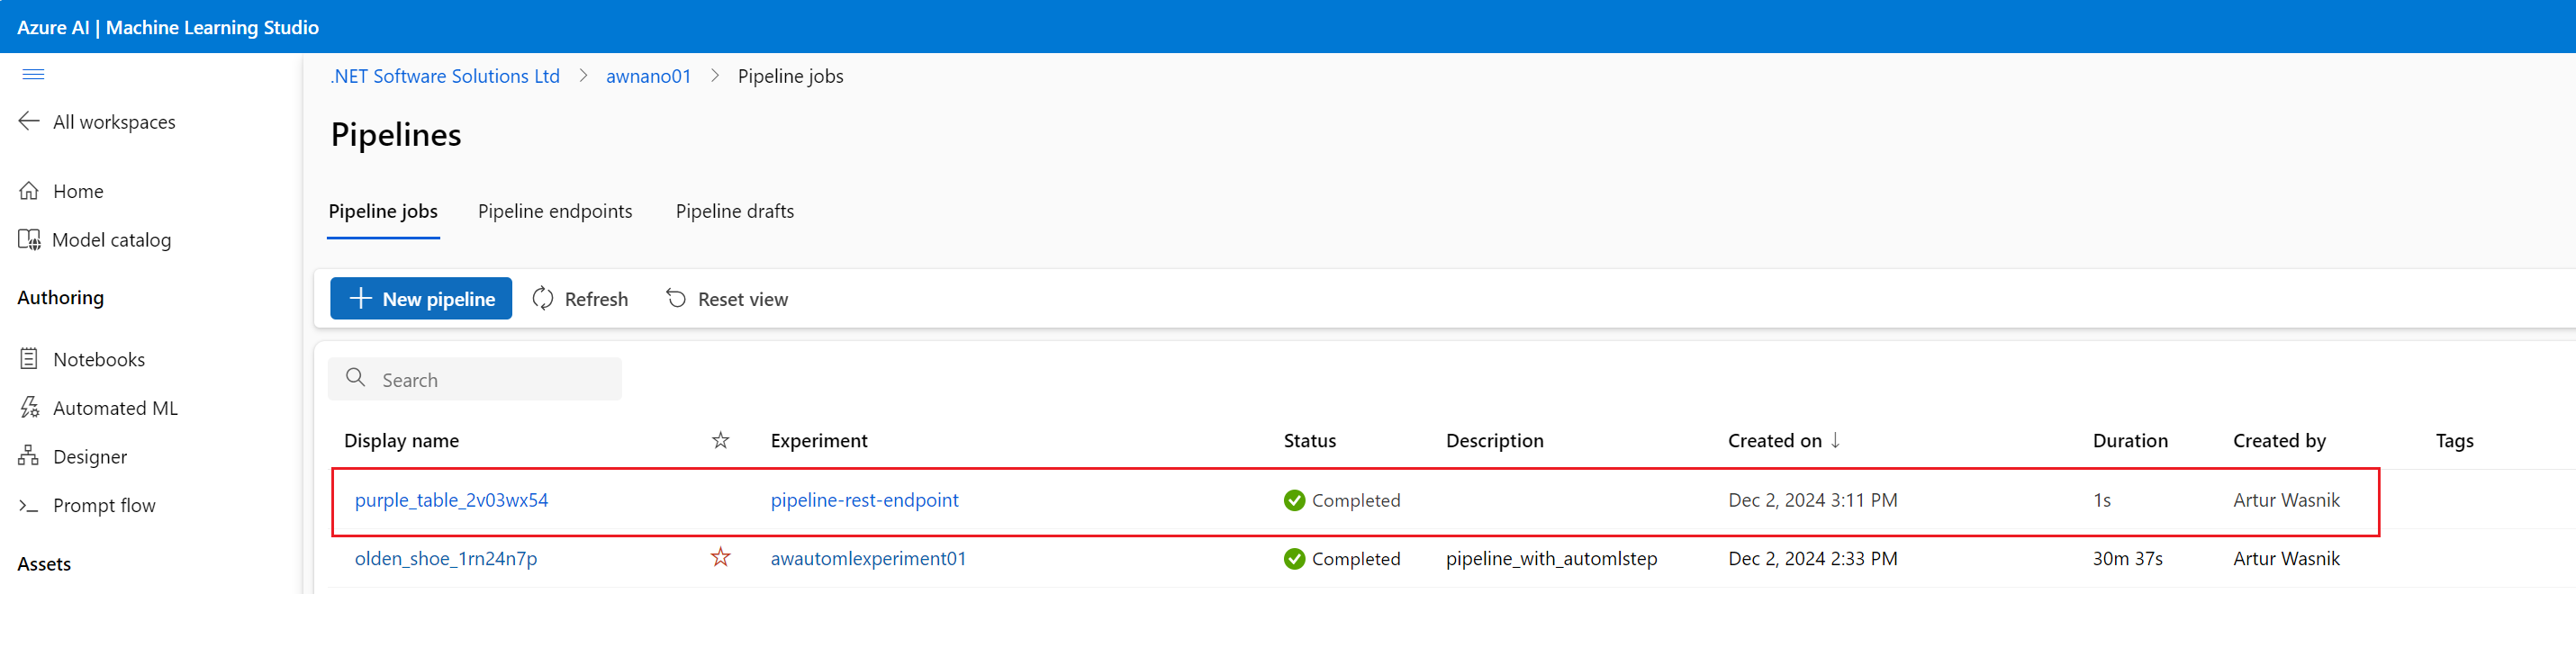 Azure AI | Machine Learning Studio
.NET Software Solutions Ltd > awnano01 > Pipeline jobs
All workspaces
Home
Model catalog
Authoring
Notebooks
Automated ML
Designer
Prompt flow
Assets
Pipelines
Pipeline jobs Pipeline endpoints Pipeline drafts
New pipeline Refresh Reset view
Search
Display name Experiment Status Description Created on ↓ Duration Created by Tags
purple_table_2v03wx54 pipeline-rest-endpoint Completed Dec 2, 2024 3:11 PM 1s Artur Wasnik
olden_shoe_1rn24n7p awautomlexperiment01 Completed pipeline_with_automlstep Dec 2, 2024 2:33 PM 30m 37s Artur Wasnik